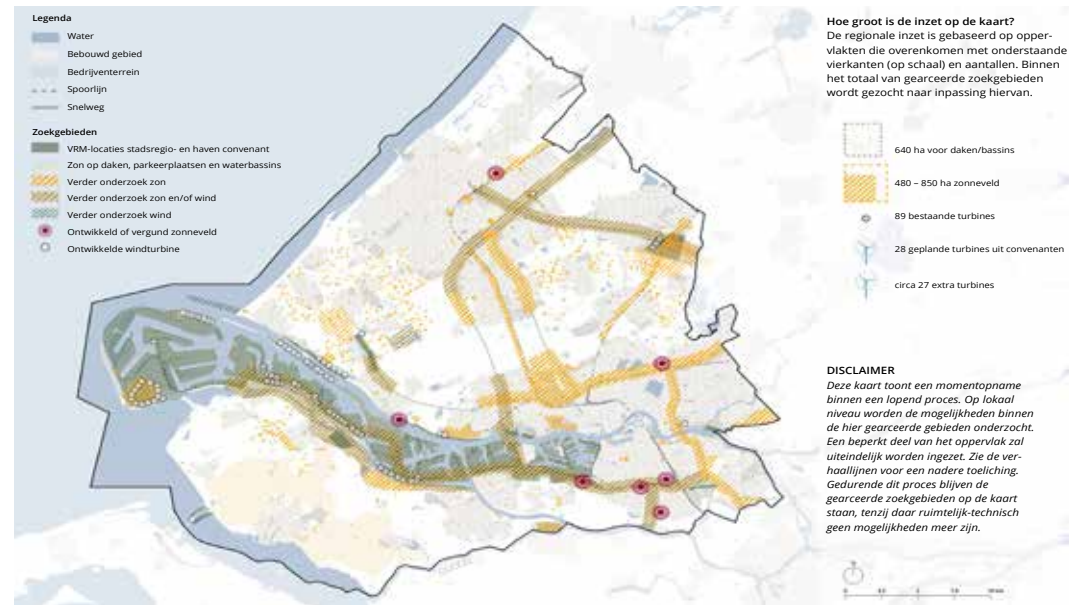 Legenda
Water
Bebouwd gebied
Bedrijventerrein
Spoorlijn
Snelweg
Zoekgebieden
VRM-locaties stadsregio- en haven convenant
Zon op daken, parkeerplaatsen en waterbassins
Verder onderzoek zon
Verder onderzoek zon en/of wind
Verder onderzoek wind
Ontwikkeld of vergund zonneveld
Ontwikkelde windturbine
Hoe groot is de inzet op de kaart?
De regionale inzet is gebaseerd op opper-
vlakten die overenkomen met onderstaande
vierkanten (op schaal) en aantallen. Binnen
het totaal van gearceerde zoekgebieden
wordt gezocht naar inpassing hiervan.
640 ha voor daken/bassins
480 – 850 ha zonneveld
89 bestaande turbines
28 geplande turbines uit convenanten
circa 27 extra turbines
DISCLAIMER
Deze kaart toont een momentopname
binnen een lopend proces. Op lokaal
niveau worden de mogelijkheden binnen
de hier gearceerde gebieden onderzocht.
Een beperkt deel van het oppervlak zal
uiteindelijk worden ingezet. Zie de ver-
haallijnen voor een nadere toeliching.
Gedurende dit proces blijven de
gearceerde zoekgebieden op de kaart
staan, tenzij daar ruimtelijk-technisch
geen mogelijkheden meer zijn.